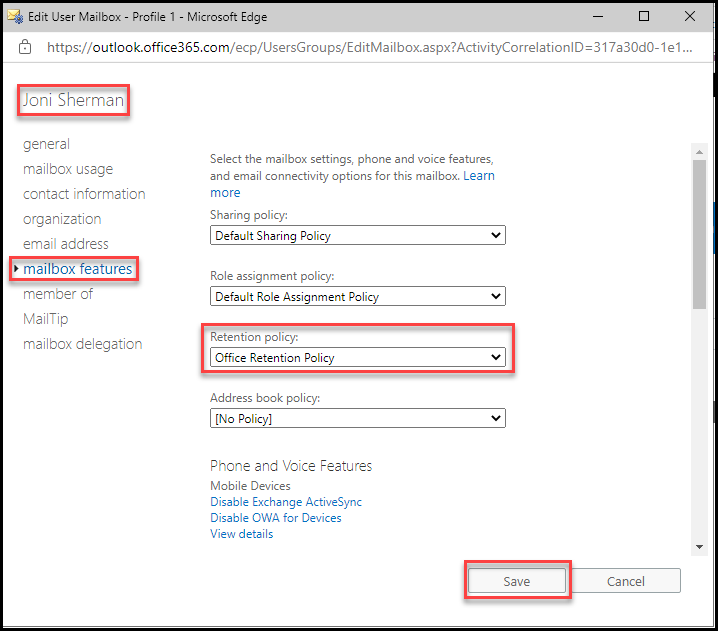 Edit User Mailbox - Profile 1 - Microsoft Edge
https://outlook.office365.com/ecp/UsersGroups/EditMailbox.aspx?ActivityCorrelationID=317a30d0-1e1...
Joni Sherman
general
mailbox usage
contact information
organization
email address
mailbox features
member of
MailTip
mailbox delegation
Select the mailbox settings, phone and voice features,
and email connectivity options for this mailbox. Learn
more
Sharing policy:
Default Sharing Policy
Role assignment policy:
Default Role Assignment Policy
Retention policy:
Office Retention Policy
Address book policy:
[No Policy]
Phone and Voice Features
Mobile Devices
Disable Exchange ActiveSync
Disable OWA for Devices
View details
Save
Cancel